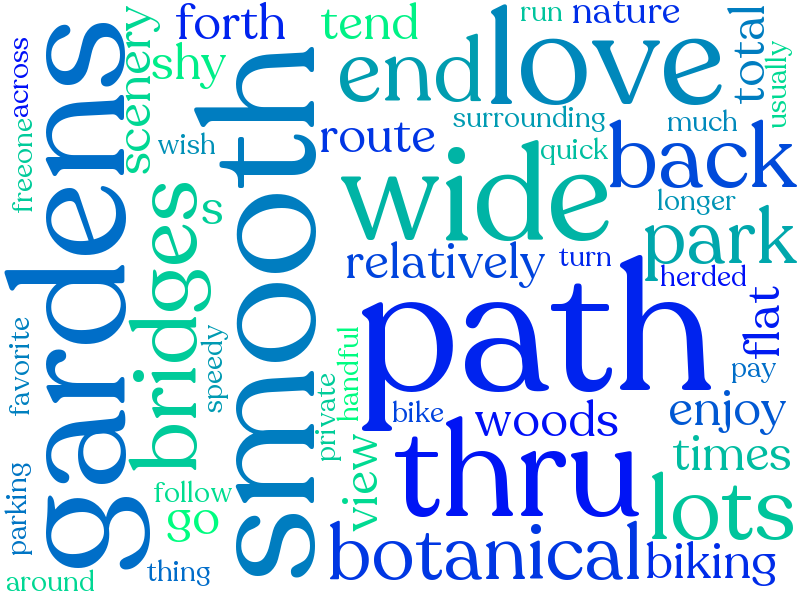 forth
tend
run
nature
across
gardens
scenery
shy
smooth
end
love
total
usually
freeone
wish
route
surrounding
quick
much
back
s
bridges
wide
longer
park
relatively
turn
herded
path
flat
favorite
speedy
private
handful
bike
woods
pay
enjoy
parking
follow
go
view
thru
times
lots
around
thing
botanical
biking